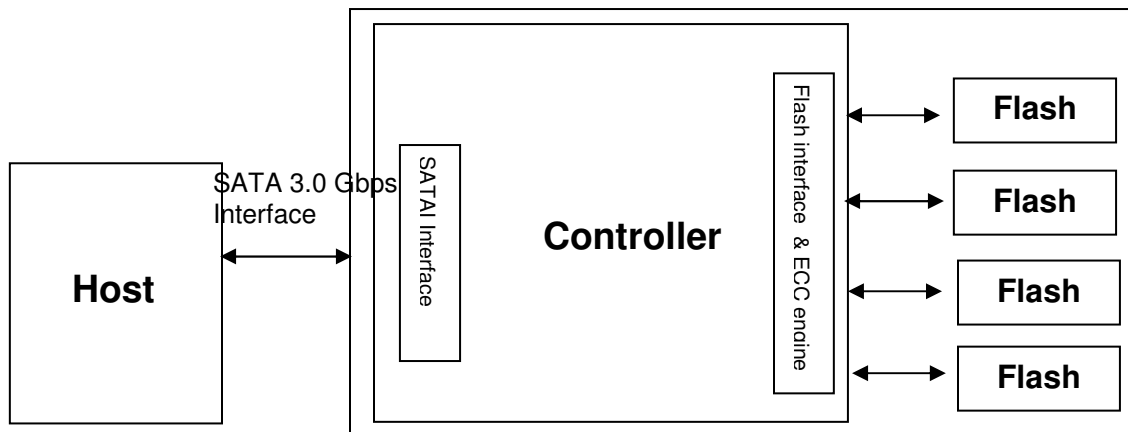 Host
SATA 3.0 Gbps
Interface
SATAI Interface
Controller
Flash interface & ECC engine
Flash
Flash
Flash
Flash